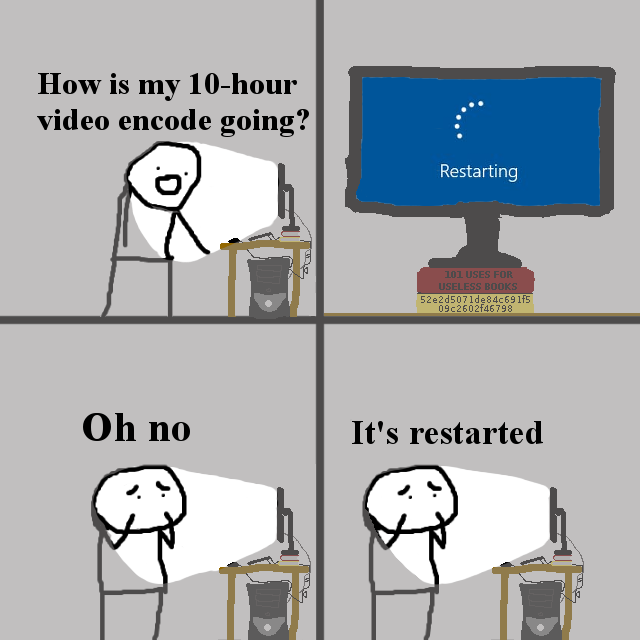 How is my 10-hour
video encode going?
Restarting
101 USES FOR
USELESS BOOKS
52e2d5071de84c691f5
09c2602f46798
Oh no
It's restarted